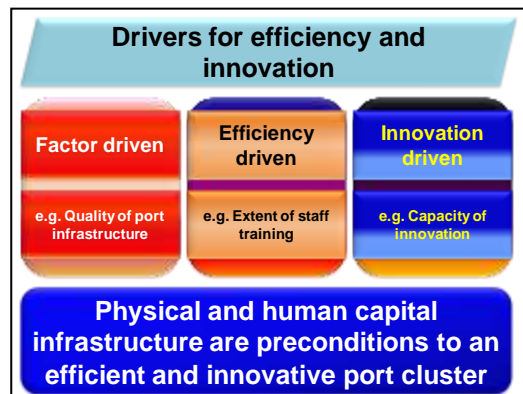 Drivers for efficiency and
innovation
Factor driven
Efficiency
driven
Innovation
driven
e.g. Quality of port
infrastructure
e.g. Extent of staff
training
e.g. Capacity of
innovation
Physical and human capital
infrastructure are preconditions to an
efficient and innovative port cluster